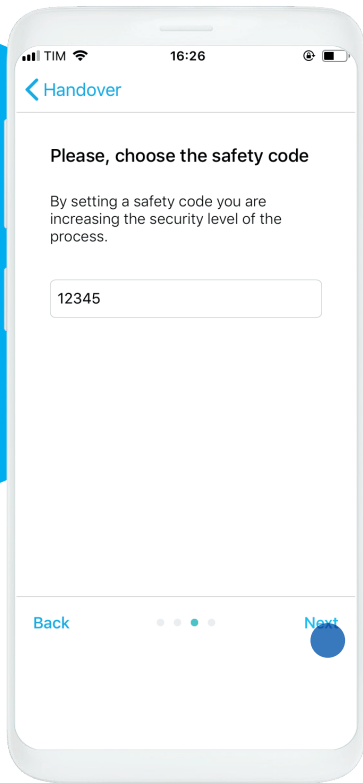 TIM 16:26
Handover
Please, choose the safety code
By setting a safety code you are
increasing the security level of the
process.
12345
Back Next